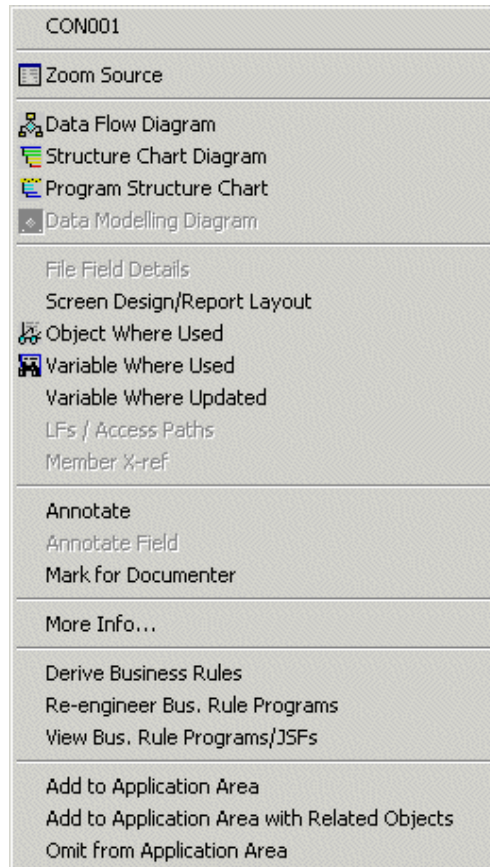 CON001
Zoom Source
Data Flow Diagram
Structure Chart Diagram
Program Structure Chart
Data Modelling Diagram
File Field Details
Screen Design/Report Layout
Object Where Used
Variable Where Used
Variable Where Updated
LFs / Access Paths
Member X-ref
Annotate
Annotate Field
Mark for Documenter
More Info...
Derive Business Rules
Re-engineer Bus. Rule Programs
View Bus. Rule Programs/JSFs
Add to Application Area
Add to Application Area with Related Objects
Omit from Application Area